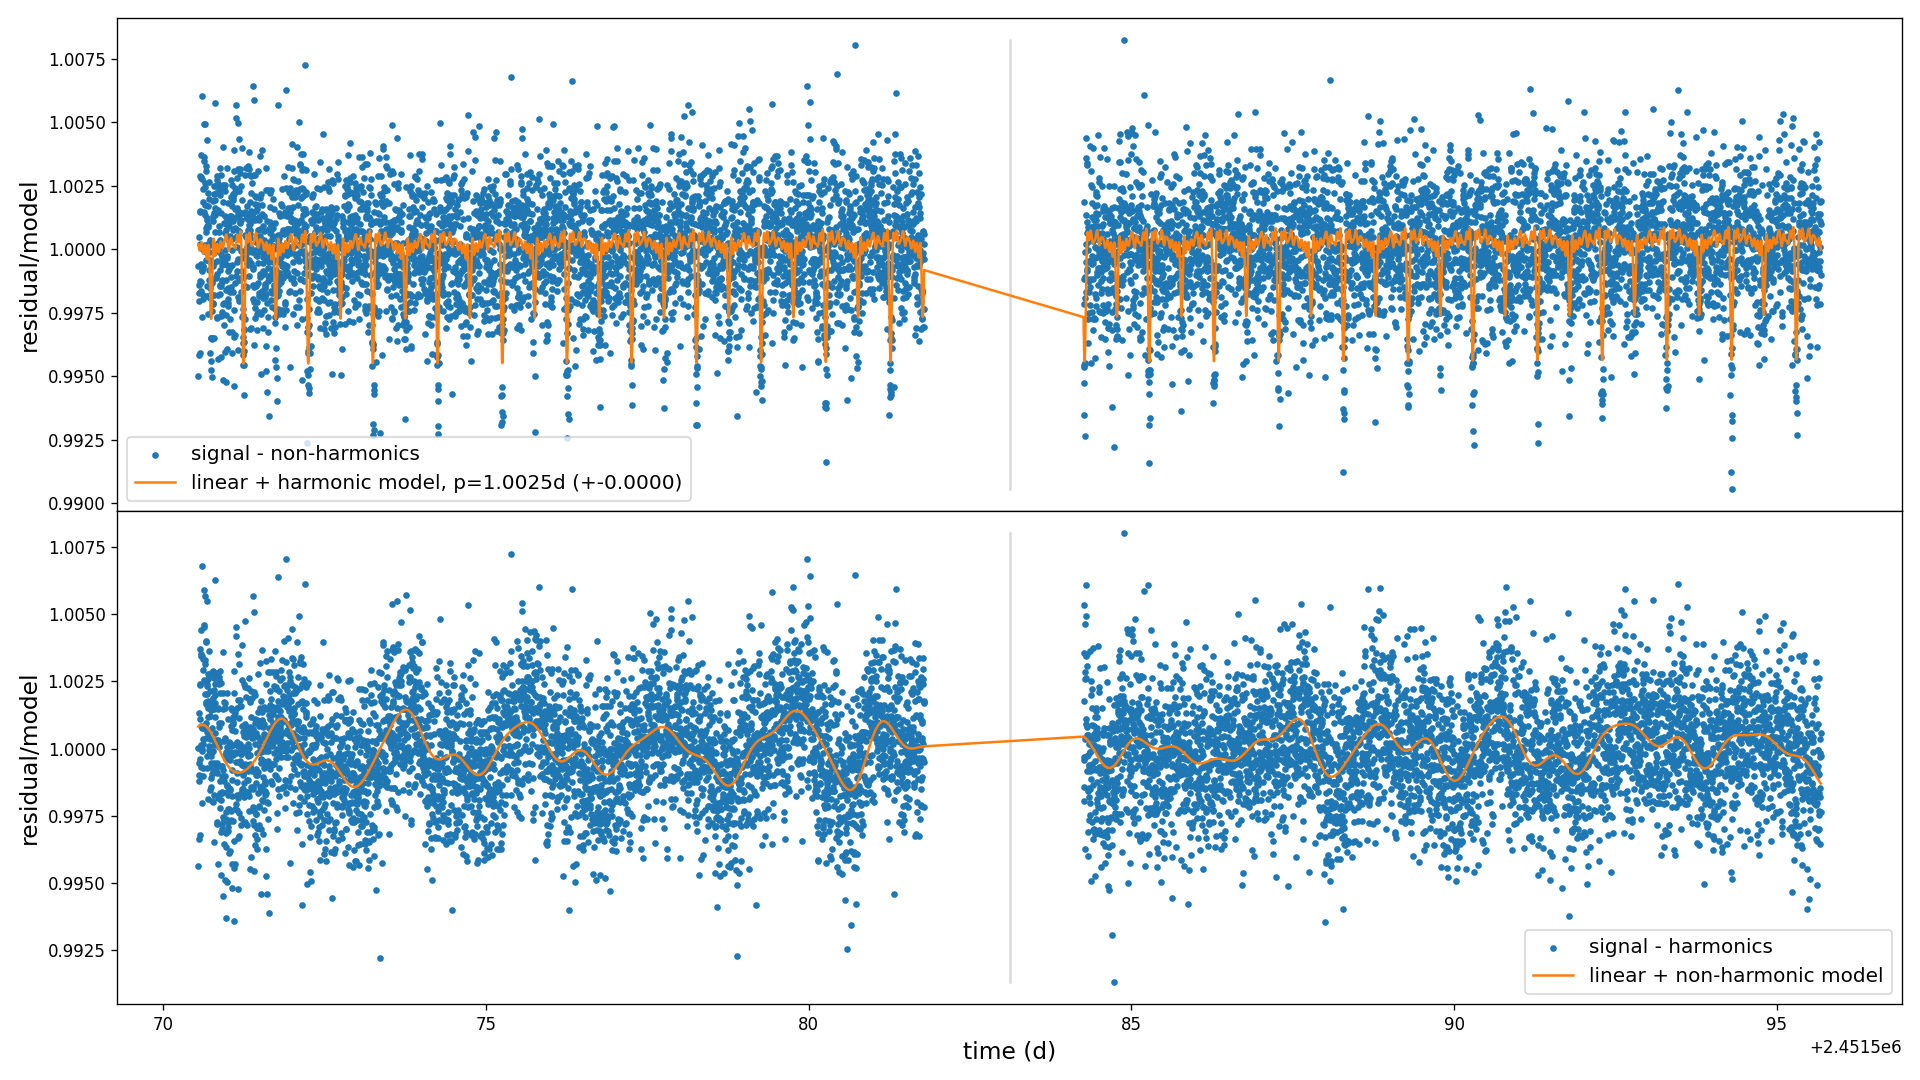 1.0075
1.0050
1.0025
1.0000
0.9975
0.9950
0.9925
0.9900
residual/model
signal - non-harmonics
linear + harmonic model, p=1.0025d (+-0.0000)
1.0075
1.0050
1.0025
1.0000
0.9975
0.9950
0.9925
residual/model
signal - harmonics
linear + non-harmonic model
70 75 80 85 90 95
time (d)
+2.4515e6